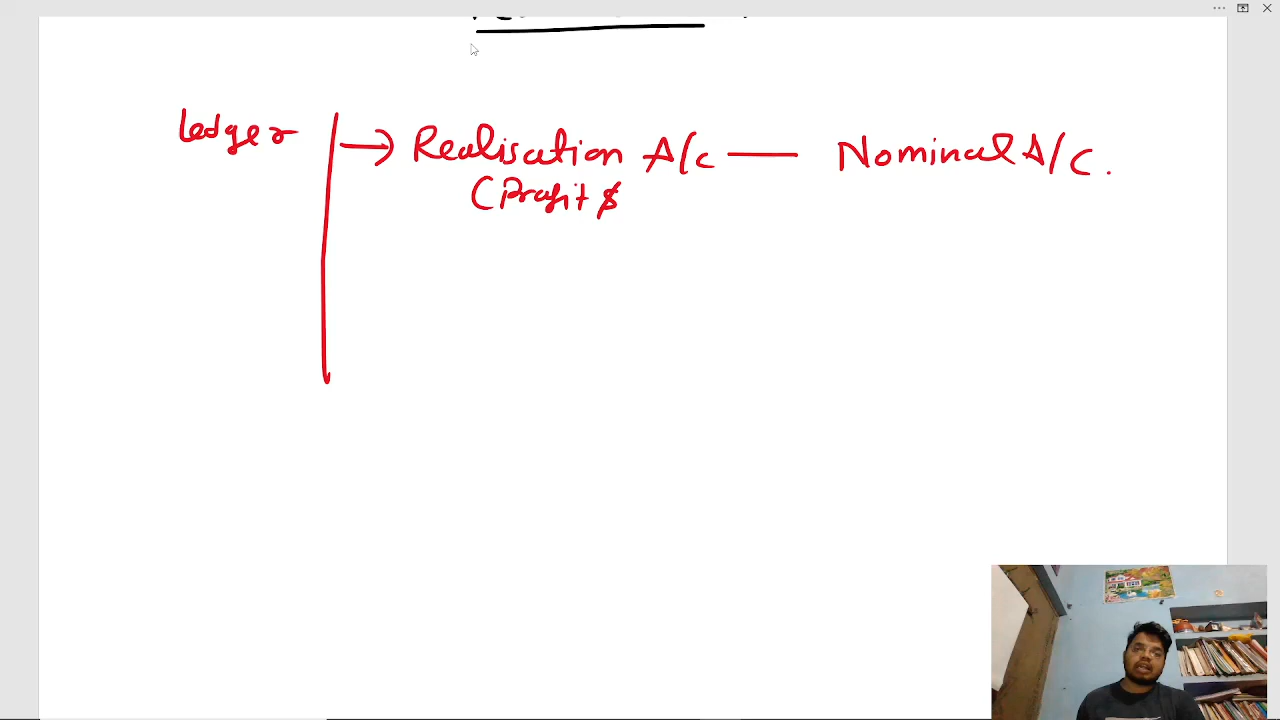 Ledger
Realisation A/c — Nominal A/C.
(Profit $